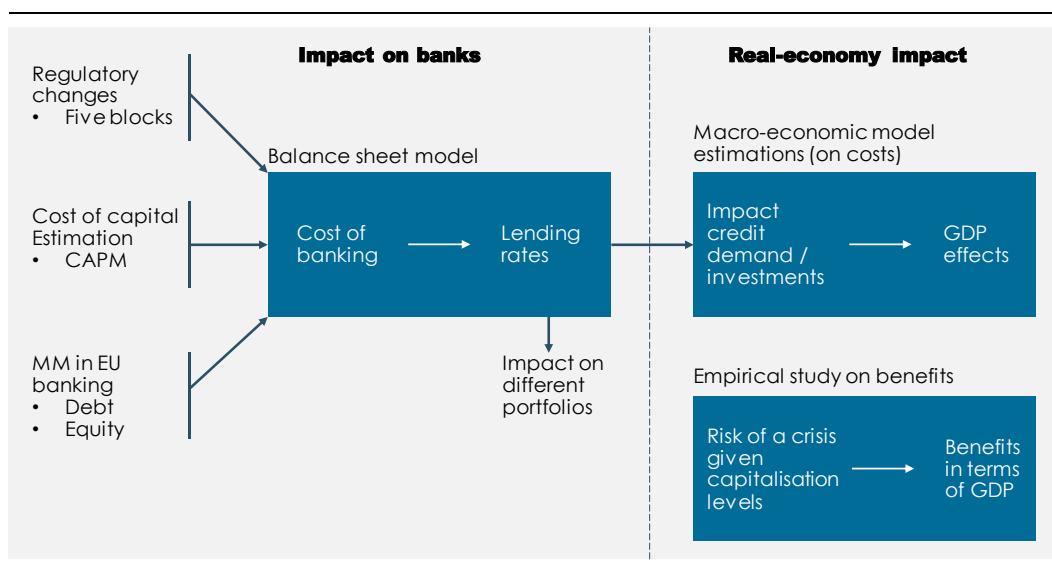 Impact on banks
Real-economy impact
Regulatory
changes
• Five blocks
Cost of capital
Estimation
• CAPM
MM in EU
banking
• Debt
• Equity
Balance sheet model
Cost of
banking
Lending
rates
Impact on
different
portfolios
Macro-economic model
estimations (on costs)
Impact
credit
demand /
investments
GDP
effects
Empirical study on benefits
Risk of a crisis
given
capitalisation
levels
Benefits
in terms
of GDP